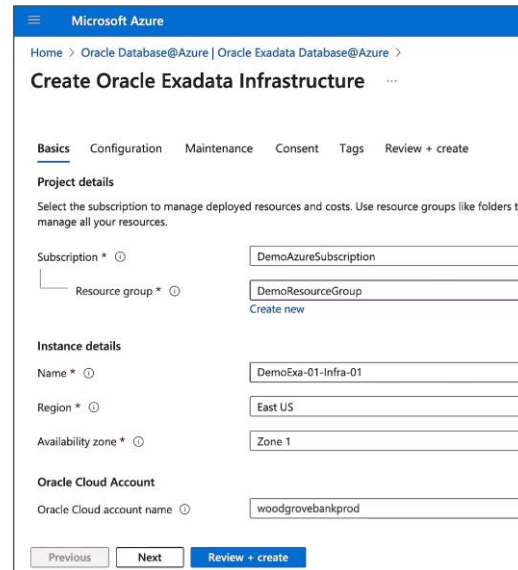 Microsoft Azure
Home > Oracle Database@Azure | Oracle Exadata Database@Azure >
Create Oracle Exadata Infrastructure ...
Basics Configuration Maintenance Consent Tags Review + create
Project details
Select the subscription to manage deployed resources and costs. Use resource groups like folders t
manage all your resources.
Subscription * DemoAzureSubscription
Resource group * DemoResourceGroup
Create new
Instance details
Name * DemoExa-01-Infra-01
Region * East US
Availability zone * Zone 1
Oracle Cloud Account
Oracle Cloud account name woodgrovebankprod
Previous Next Review + create